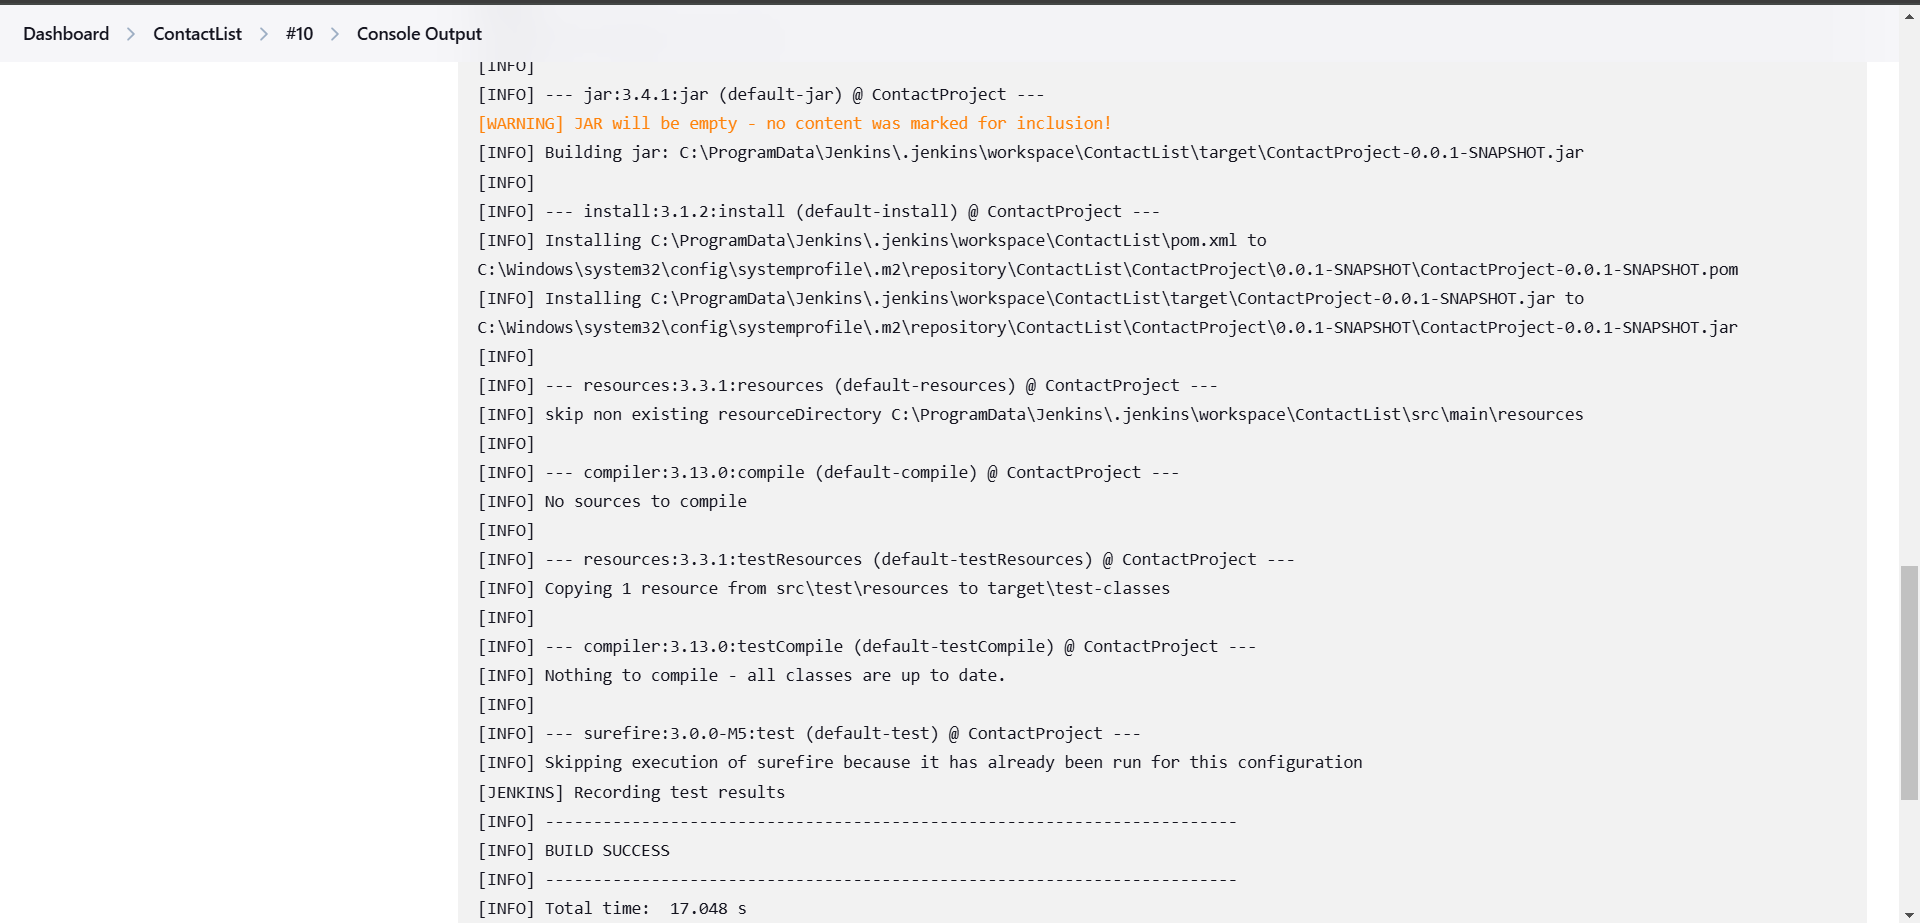 Dashboard > ContactList > #10 > Console Output
[INFO]
[INFO] --- jar:3.4.1:jar (default-jar) @ ContactProject ---
[WARNING] JAR will be empty - no content was marked for inclusion!
[INFO] Building jar: C:\ProgramData\Jenkins\.jenkins\workspace\ContactList\target\ContactProject-0.0.1-SNAPSHOT.jar
[INFO]
[INFO] --- install:3.1.2:install (default-install) @ ContactProject ---
[INFO] Installing C:\ProgramData\Jenkins\.jenkins\workspace\ContactList\pom.xml to
C:\Windows\system32\config\systemprofile\.m2\repository\ContactList\ContactProject\0.0.1-SNAPSHOT\ContactProject-0.0.1-SNAPSHOT.pom
[INFO] Installing C:\ProgramData\Jenkins\.jenkins\workspace\ContactList\target\ContactProject-0.0.1-SNAPSHOT.jar to
C:\Windows\system32\config\systemprofile\.m2\repository\ContactList\ContactProject\0.0.1-SNAPSHOT\ContactProject-0.0.1-SNAPSHOT.jar
[INFO]
[INFO] --- resources:3.3.1:resources (default-resources) @ ContactProject ---
[INFO] skip non existing resourceDirectory C:\ProgramData\Jenkins\.jenkins\workspace\ContactList\src\main\resources
[INFO]
[INFO] --- compiler:3.13.0:compile (default-compile) @ ContactProject ---
[INFO] No sources to compile
[INFO]
[INFO] --- resources:3.3.1:testResources (default-testResources) @ ContactProject ---
[INFO] Copying 1 resource from src\test\resources to target\test-classes
[INFO]
[INFO] --- compiler:3.13.0:testCompile (default-testCompile) @ ContactProject ---
[INFO] Nothing to compile - all classes are up to date.
[INFO]
[INFO] --- surefire:3.0.0-M5:test (default-test) @ ContactProject ---
[INFO] Skipping execution of surefire because it has already been run for this configuration
[JENKINS] Recording test results
[INFO] ------------------------------------------------------------------------
[INFO] BUILD SUCCESS
[INFO] ------------------------------------------------------------------------
[INFO] Total time:  17.048 s